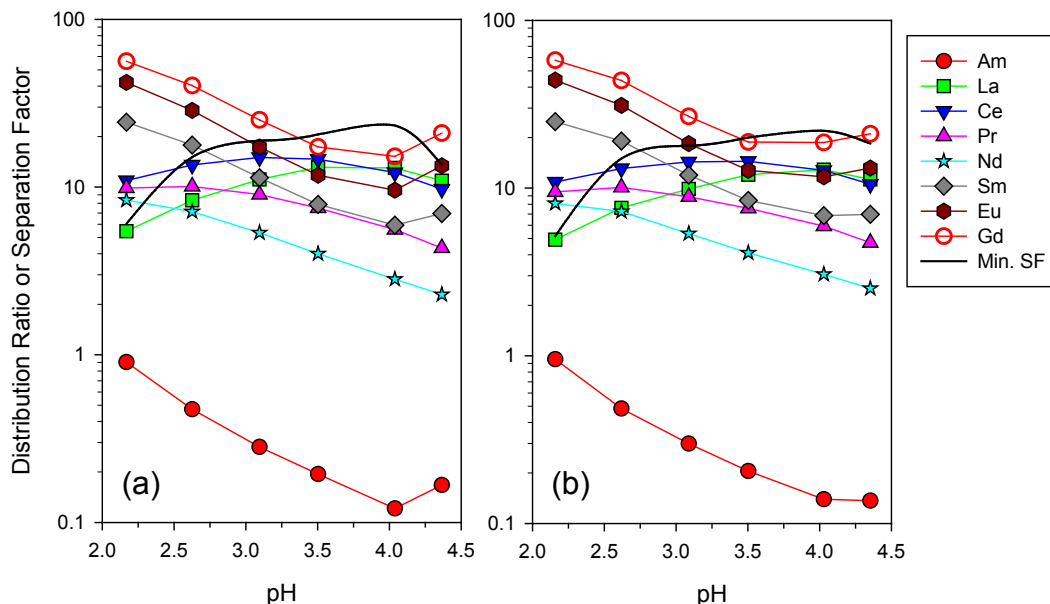 Distribution Ratio or Separation Factor
100
10
1
0.1
(a)
2.0 2.5 3.0 3.5 4.0 4.5
pH
100
10
1
0.1
(b)
2.0 2.5 3.0 3.5 4.0 4.5
pH
Am
La
Ce
Pr
Nd
Sm
Eu
Gd
Min. SF